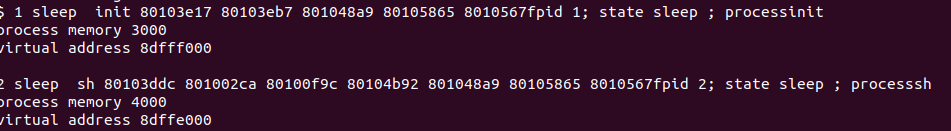 $ 1 sleep  init 80103e17 80103eb7 801048a9 80105865 8010567fpid 1; state sleep ; processinit
process memory 3000
virtual address 8dfff000
2 sleep  sh 80103ddc 801002ca 80100f9c 80104b92 801048a9 80105865 8010567fpid 2; state sleep ; processsh
process memory 4000
virtual address 8dffe000